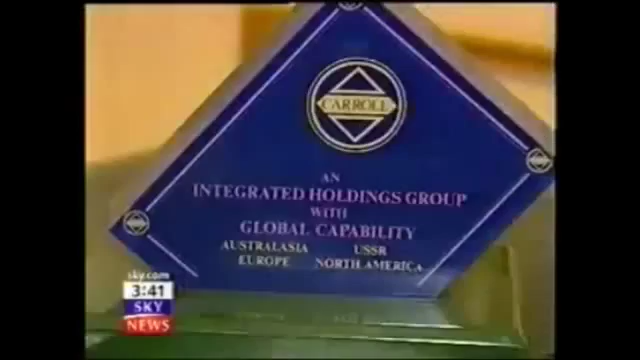 CARROLL
AN
INTEGRATED HOLDINGS GROUP
WITH
GLOBAL CAPABILITY
AUSTRALASIA USSR
EUROPE NORTH AMERICA
sky.com
3:41
SKY
NEWS